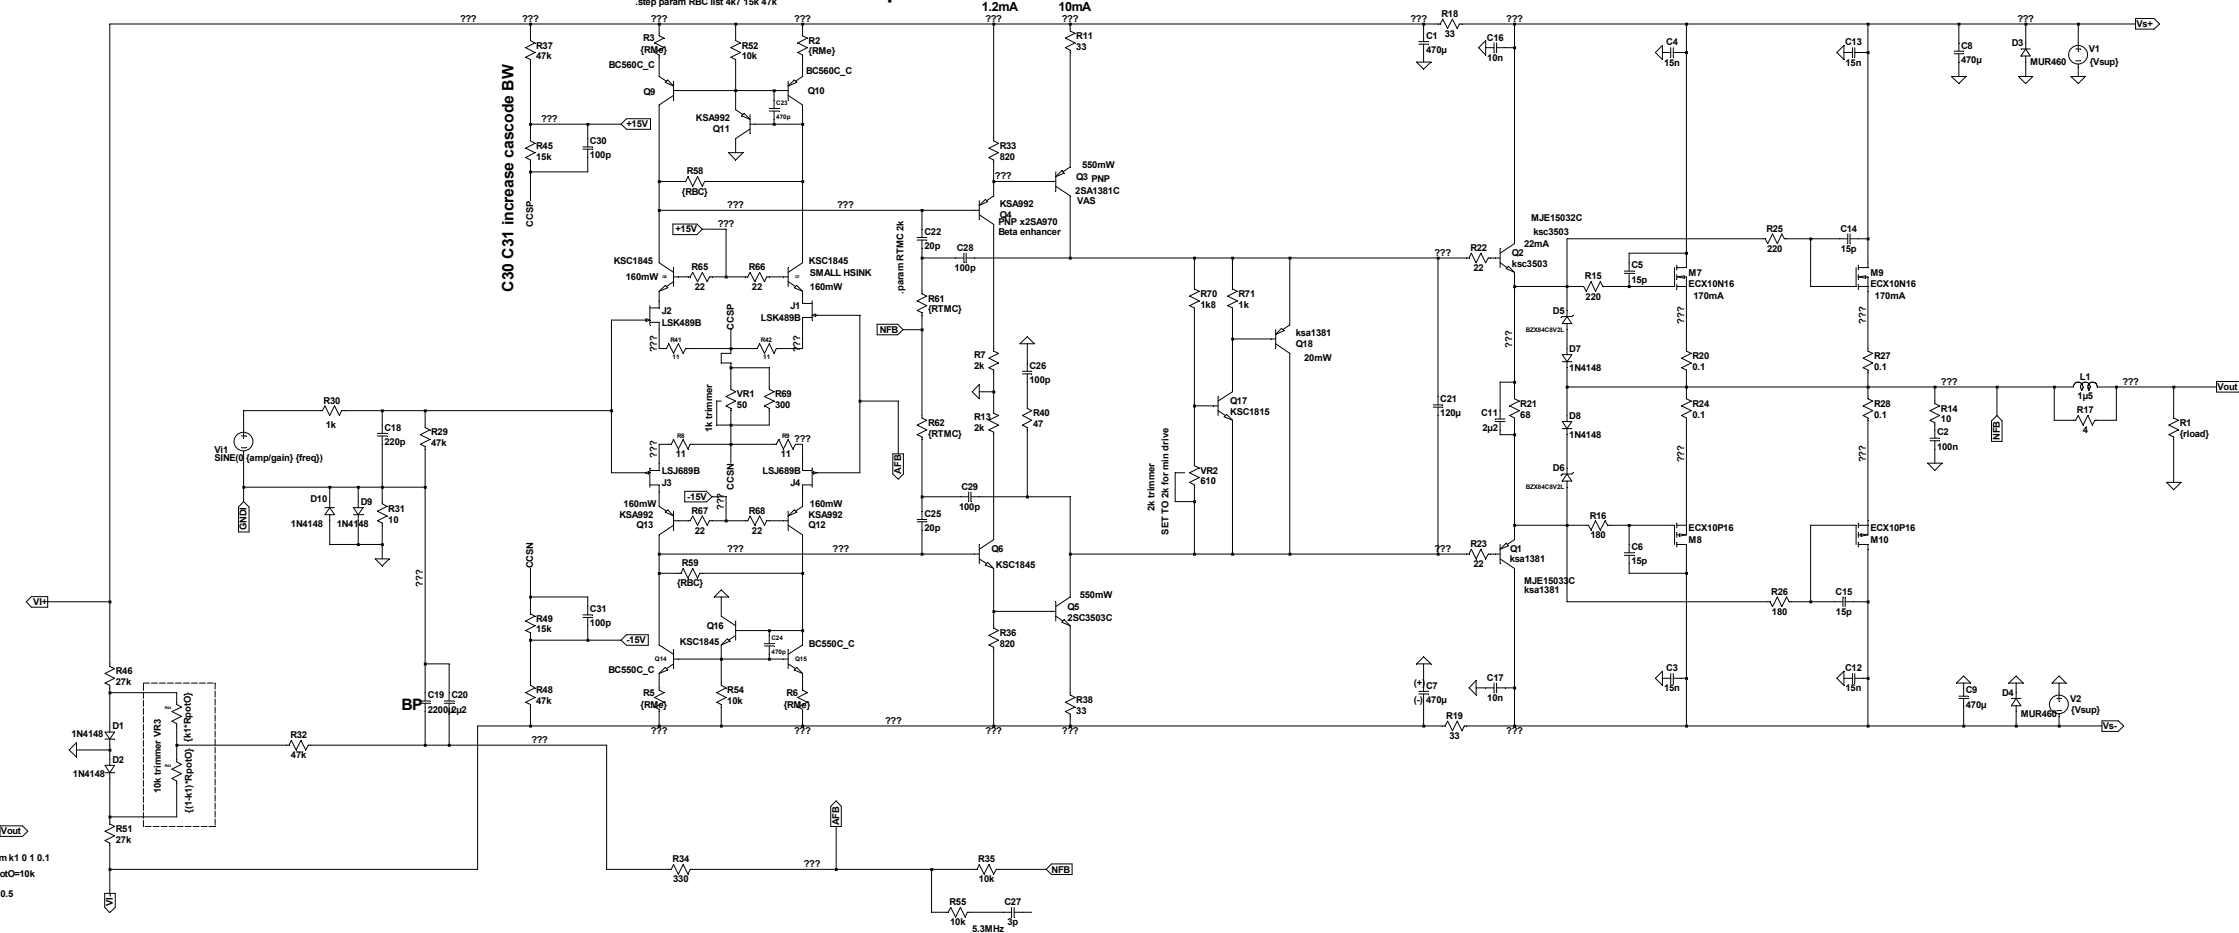 .step param RBC list 4k7 15k 47k
1.2mA
10mA
???
???
???
???
???
???
???
R18
33
???
???
Vs+
R37
47k
R3
{RMe}
R52
10k
R2
{RMe}
R11
33
C1
470µ
C16
10n
C4
15n
C13
15n
C8
470µ
D3
MUR460
V1
{Vsup}
BC560C_C
Q9
BC560C_C
Q10
C23
470p
KSA992
Q11
C30 C31 increase cascode BW
???
+15V
R45
15k
C30
100p
CCSP
R33
820
???
550mW
Q3 PNP
2SA1381C
VAS
R58
{RBC}
???
???
KSA992
Q4
PNP x2SA970
Beta enhancer
+15V
???
.param RTMC 2k
C22
20p
C28
100p
KSC1845
160mW
R65
22
R66
22
KSC1845
SMALL HSINK
160mW
J2
LSK489B
J1
LSK489B
CCSP
???
R41
11
R42
11
???
R61
{RTMC}
NFB
R7
2k
C26
100p
R13
2k
R40
47
R62
{RTMC}
1k trimmer
VR1
50
R69
300
???
R8
11
R9
11
???
CCSN
AFB
LSJ689B
J3
LSJ689B
J4
-15V
???
160mW
KSA992
Q13
R67
22
R68
22
160mW
KSA992
Q12
C29
100p
C25
20p
???
???
Q6
KSC1845
R70
1k8
R71
1k
ksa1381
Q18
20mW
Q17
KSC1815
2k trimmer
SET TO 2k for min drive
VR2
610
C21
120µ
???
R22
22
MJE15032C
ksc3503
22mA
Q2
ksc3503
???
R25
220
C14
15p
C5
15p
R15
220
M7
ECX10N16
170mA
???
M9
ECX10N16
170mA
???
D5
BZX84C8V2L
D7
1N4148
R20
0.1
R27
0.1
C11
2µ2
R21
68
D8
1N4148
R24
0.1
R28
0.1
D6
BZX84C8V2L
???
???
???
L1
1µ5
???
Vout
R14
10
C2
100n
NFB
R17
4
R1
{rload}
R16
180
C6
15p
ECX10P16
M8
ECX10P16
M10
???
R23
22
Q1
ksa1381
MJE15033C
ksa1381
R26
180
C15
15p
R30
1k
Vi1
SINE(0 {amp/gain} {freq})
C18
220p
R29
47k
GNDI
D10
1N4148
D9
1N4148
R31
10
???
VI+
CCSN
R49
15k
C31
100p
-15V
R48
47k
R59
{RBC}
Q16
KSC1845
C24
470p
BC550C_C
Q15
Q14
BC550C_C
R5
{RMe}
R54
10k
R6
{RMe}
R36
820
550mW
Q5
2SC3503C
R38
33
(+)
(-)
C7
470µ
C17
10n
C3
15n
C12
15n
C9
470µ
D4
MUR460
V2
{Vsup}
???
???
???
???
???
R19
33
???
Vs-
R46
27k
D1
1N4148
D2
1N4148
10k trimmer VR3
{k1*RpotO}
{(1-k1)*RpotO}
R32
47k
BP
C19
2200µ
C20
2µ2
???
R51
27k
VI-
Vout
m k1 0 1 0.1
otO=10k
0.5
AFB
R34
330
???
R35
10k
NFB
R55
10k
C27
3p
5.3MHz